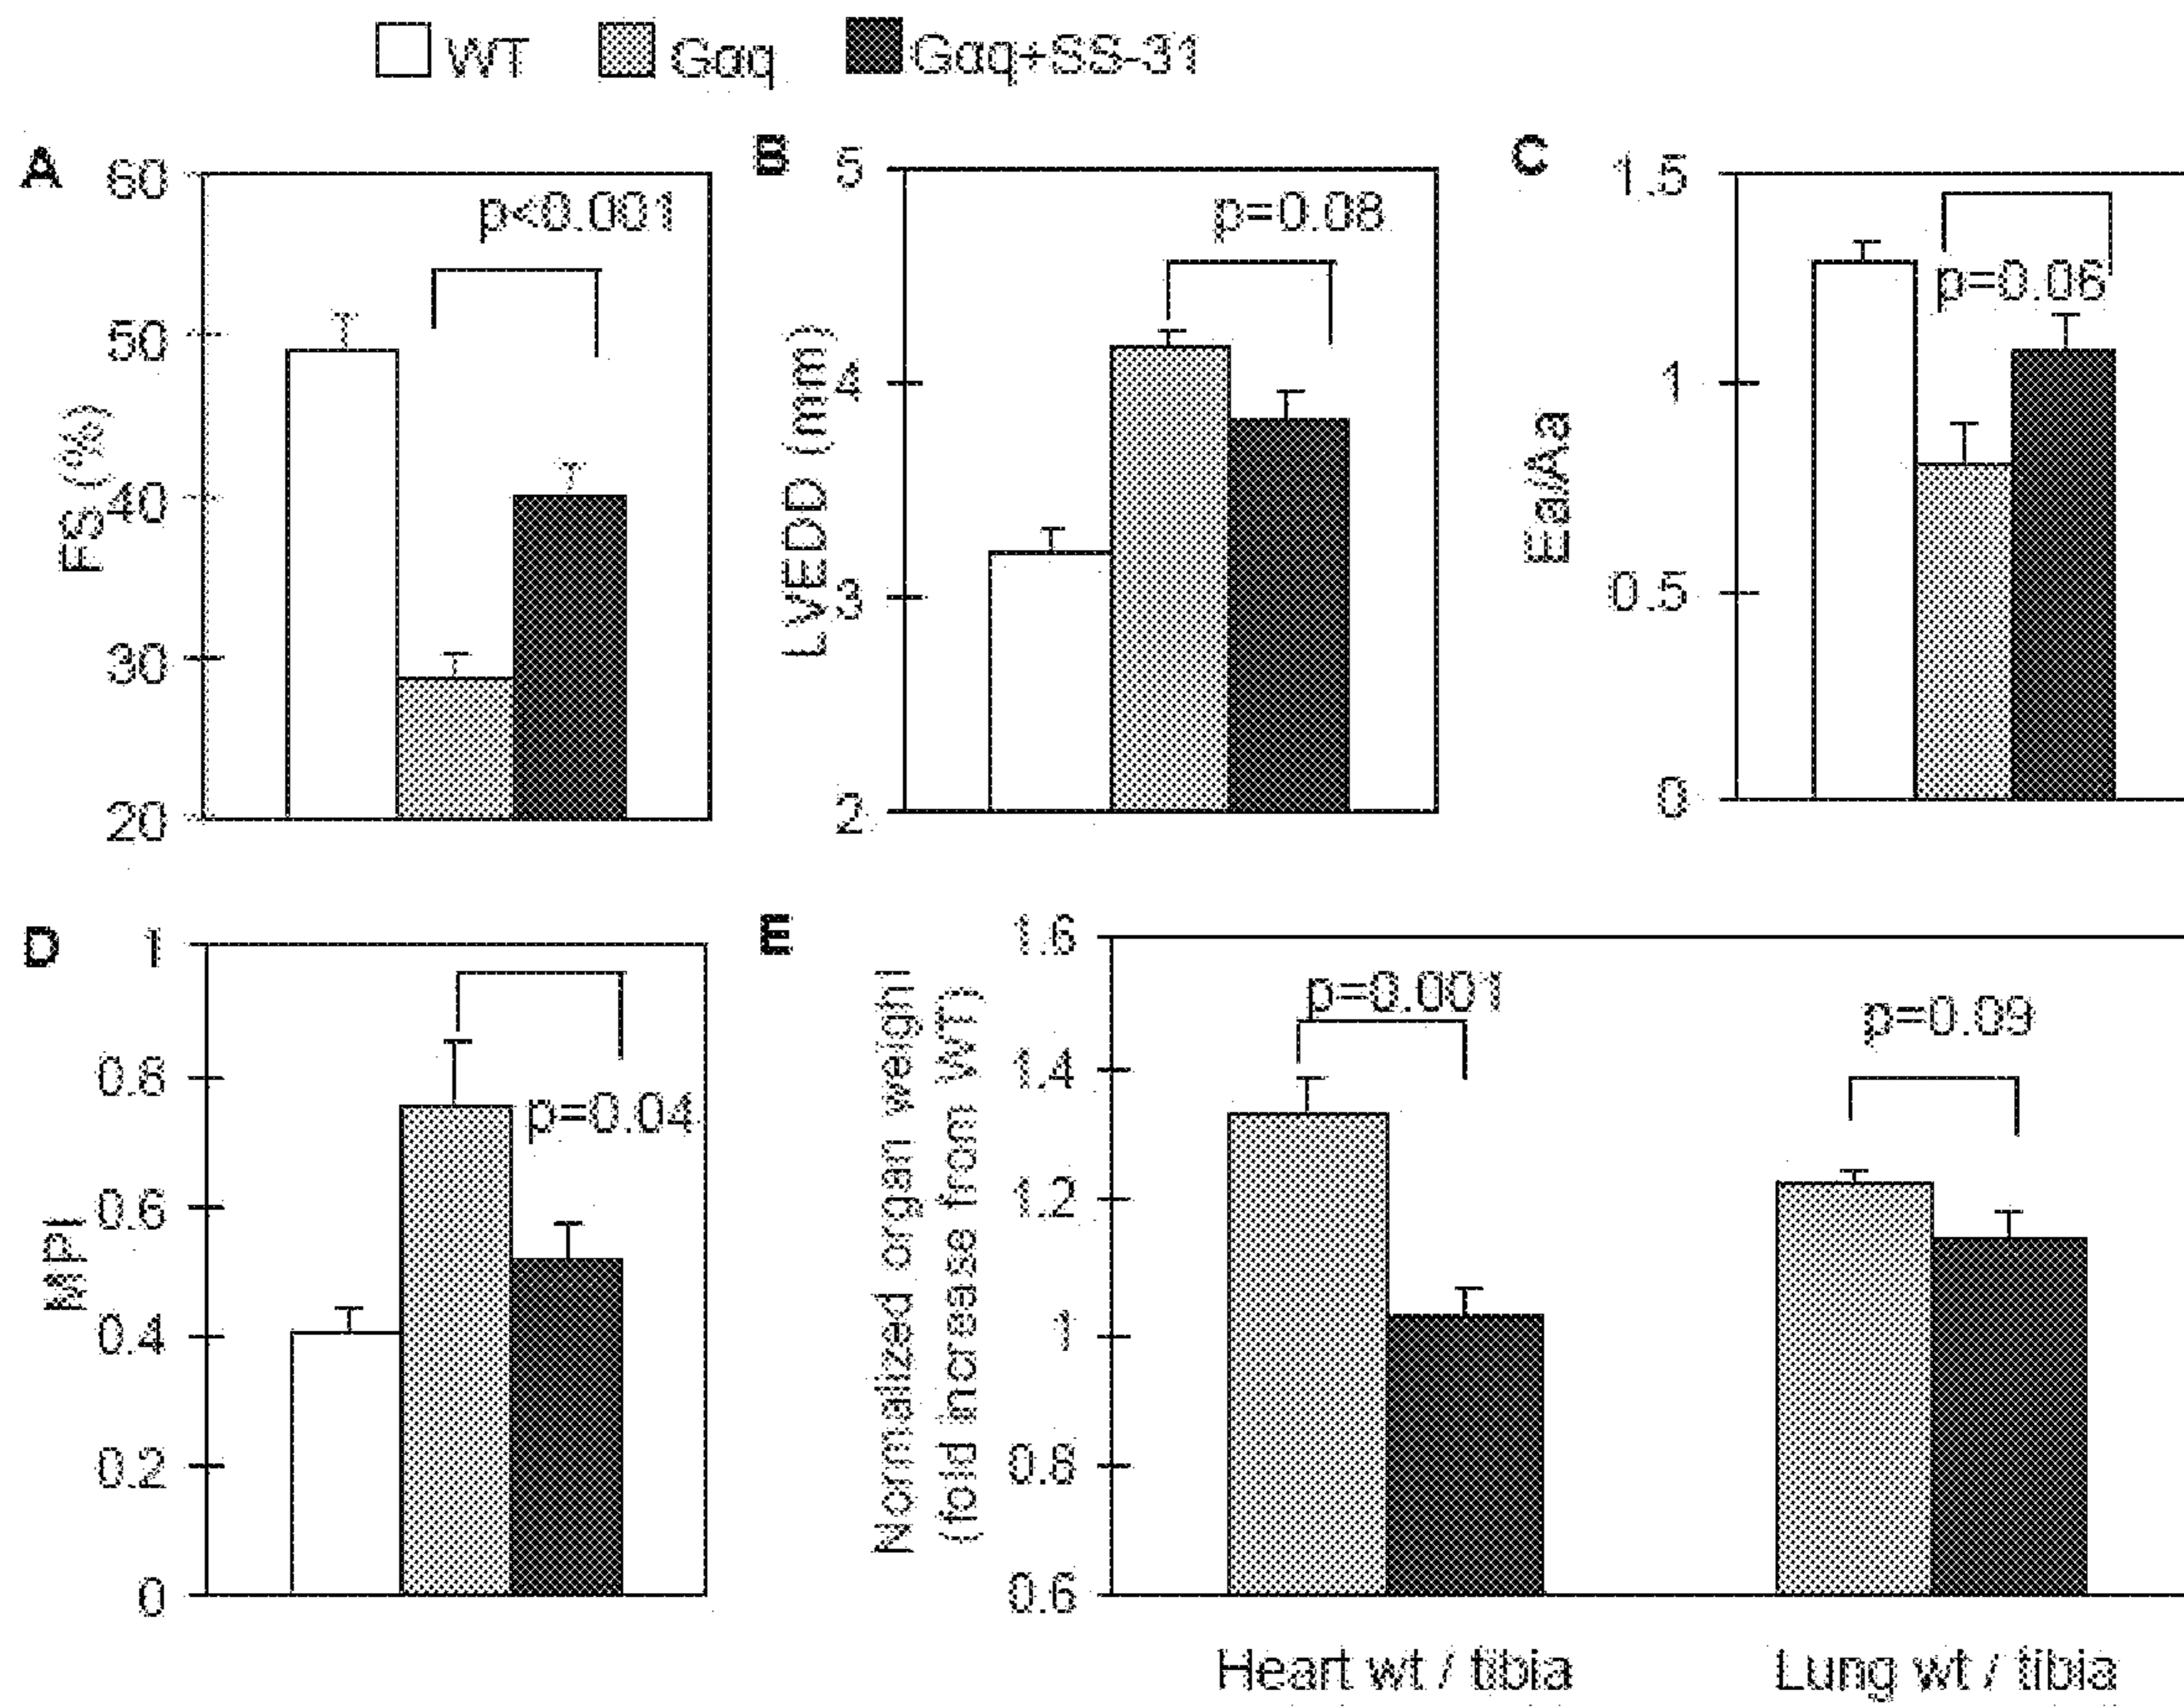 WT Gαq Gαq+SS-31
A
60
50
40
30
20
FS (%)
p<0.001
B
5
4
3
2
LVEDD (mm)
p=0.08
C
1.5
1
0.5
0
Ea/Aa
p=0.06
D
1
0.8
0.6
0.4
0.2
0
MPI
p=0.04
E
1.6
1.4
1.2
1
0.8
0.6
Normalized organ weight
(fold increase from WT)
p=0.001
p=0.09
Heart wt / tibia
Lung wt / tibia